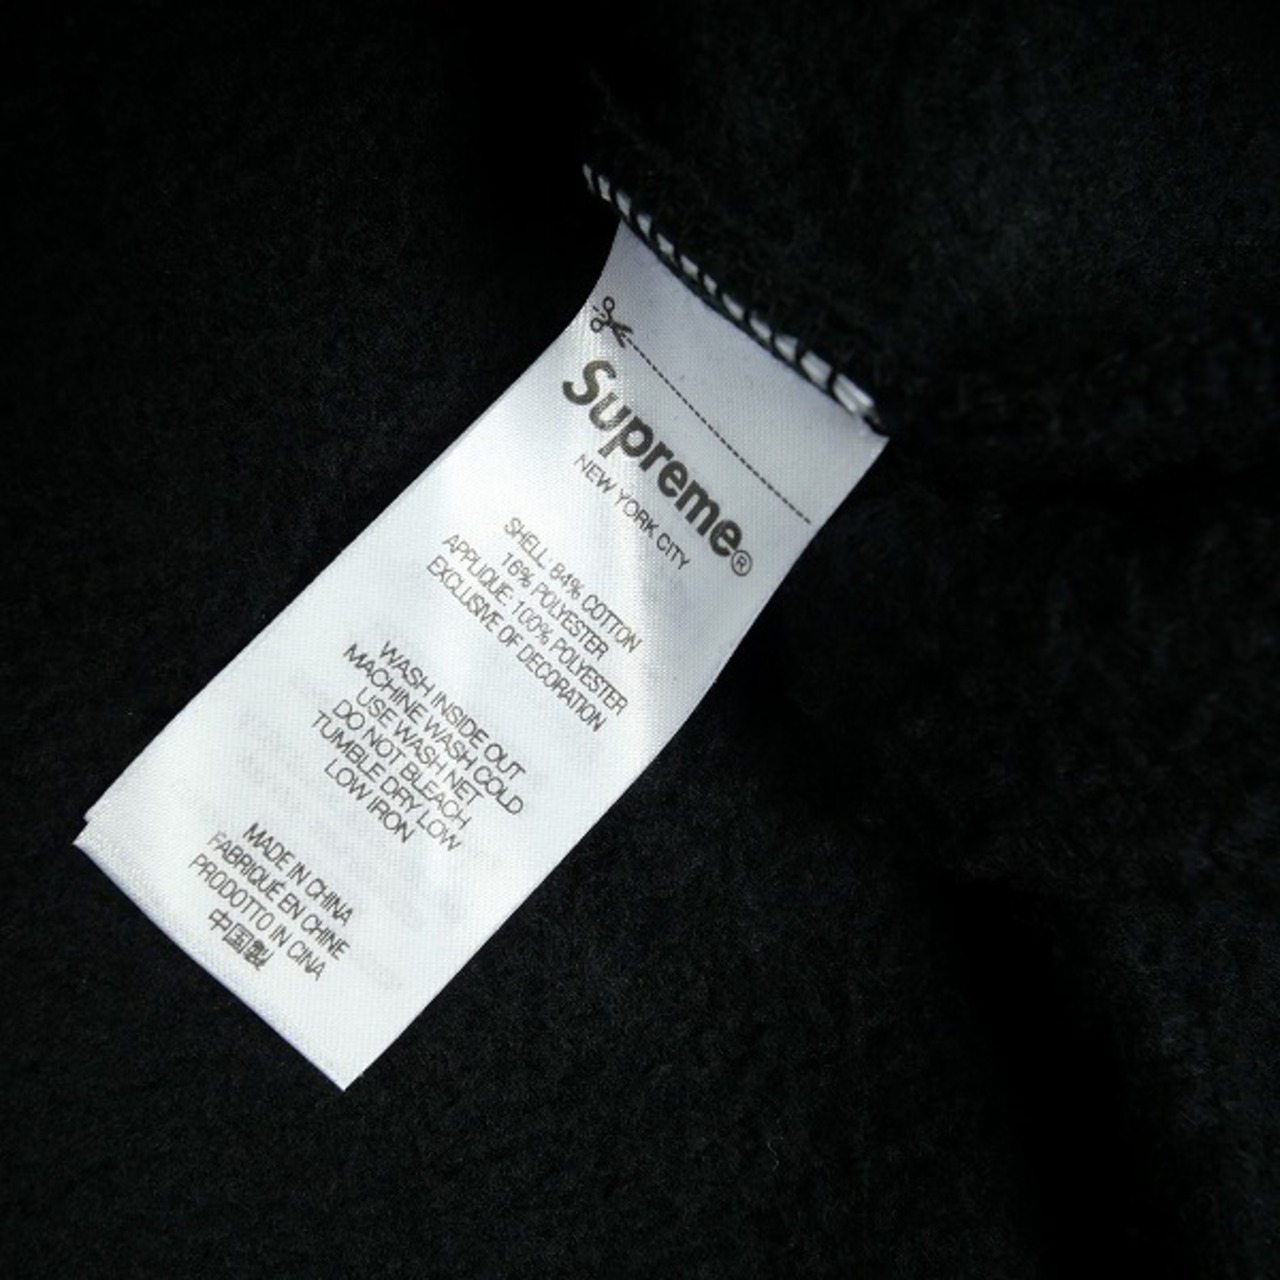 Supreme®
NEW YORK CITY
SHELL: 84% COTTON
16% POLYESTER
APPLIQUE: 100% POLYESTER
EXCLUSIVE OF DECORATION
WASH INSIDE OUT
MACHINE WASH COLD
USE WASH NET
DO NOT BLEACH
TUMBLE DRY LOW
LOW IRON
MADE IN CHINA
FABRIQUÉ EN CHINE
PRODOTTO IN CINA
中国製